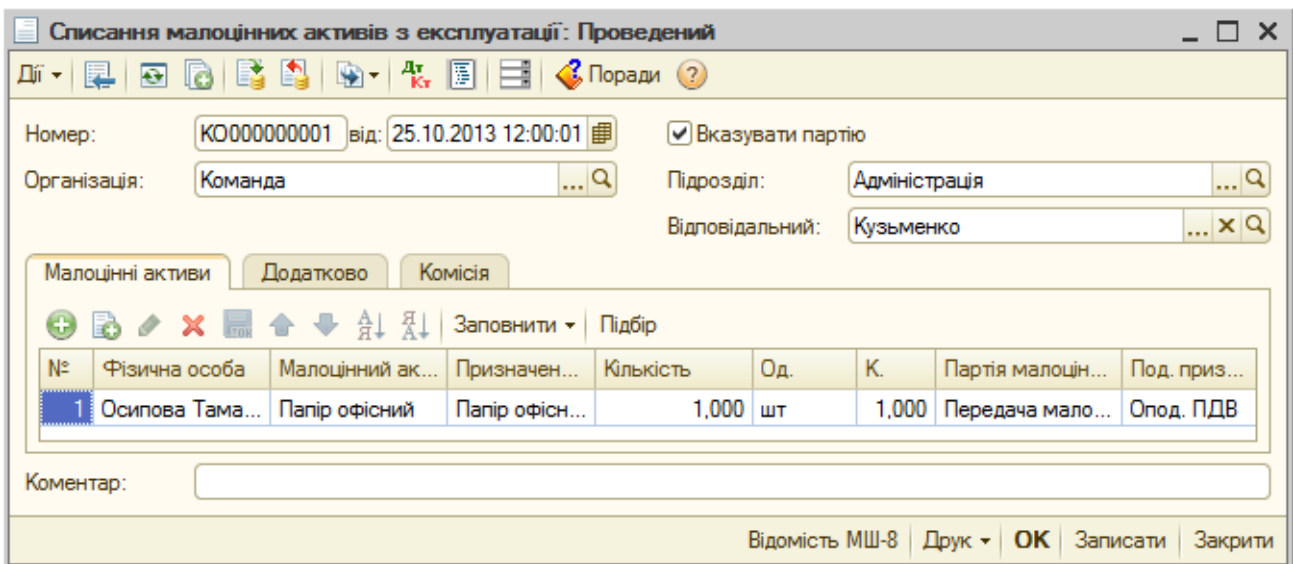 Списання малоцінних активів з експлуатації: Проведений
Дії Дт Кт Поради
Номер: КО000000001 від: 25.10.2013 12:00:01 Вказувати партію
Організація: Команда ... Підрозділ: Адміністрація ...
Відповідальний: Кузьменко ...
Малоцінні активи Додатково Комісія
Заповнити Підбір
№ Фізична особа Малоцінний ак... Призначен... Кількість Од. К. Партія малоцін... Под. приз...
1 Осипова Тама... Папір офісний Папір офісн... 1,000 шт 1,000 Передача мало... Опод. ПДВ
Коментар:
Відомість МШ-8 Друк ОК Записати Закрити